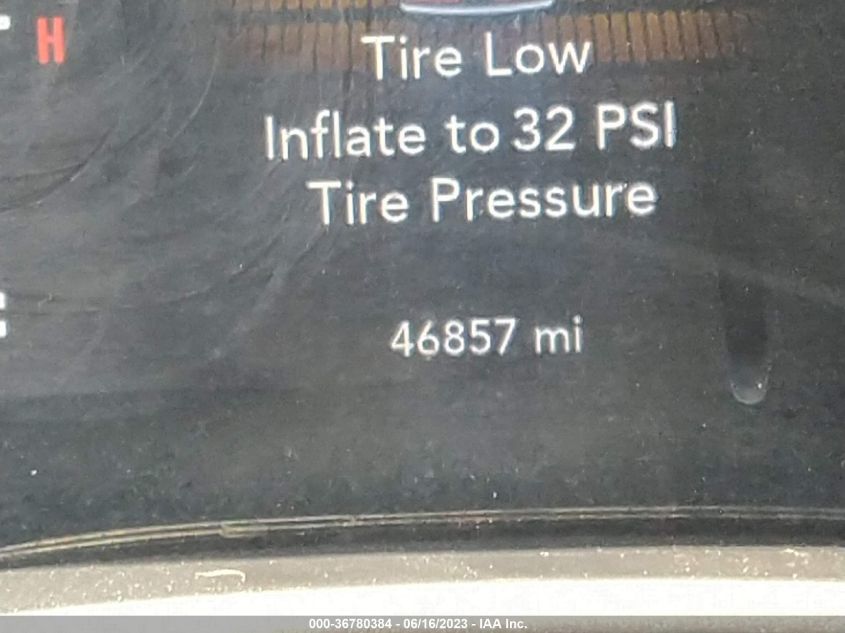 H
Tire Low
Inflate to 32 PSI
Tire Pressure
46857 mi
000-36780384 - 06/16/2023 - IAA Inc.